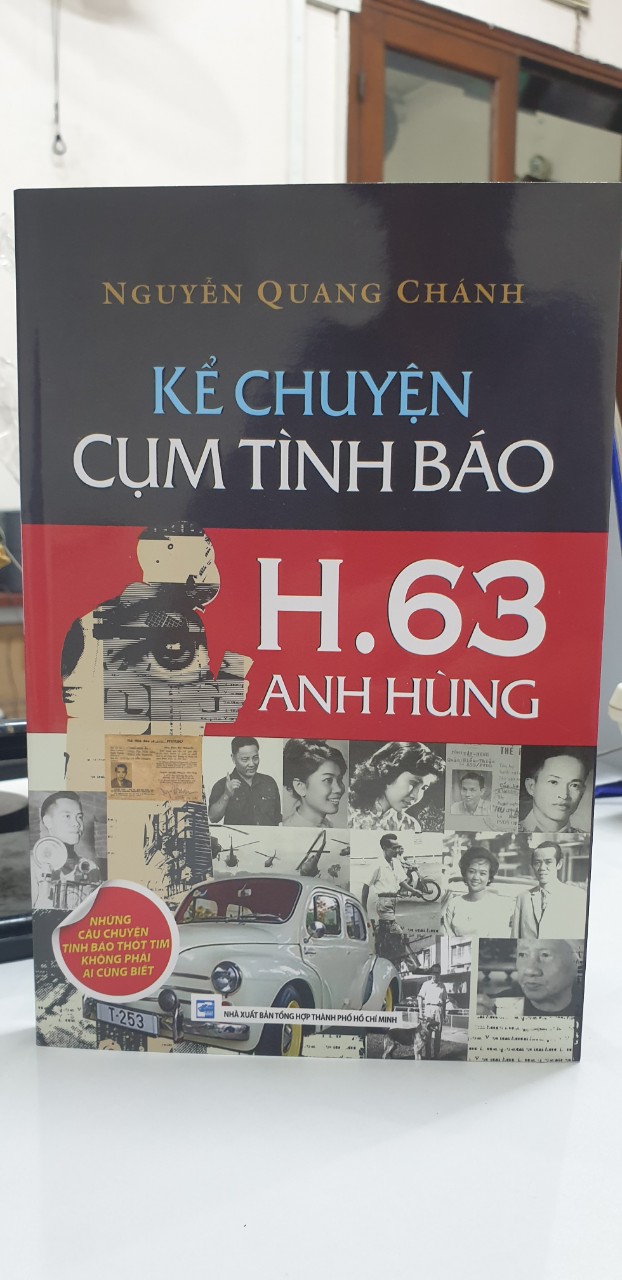 NGUYỄN QUANG CHÁNH
KỂ CHUYỆN
CỤM TÌNH BÁO
H.63
ANH HÙNG
NHỮNG
CÂU CHUYỆN
TÌNH BÁO THÓT TIM
KHÔNG PHẢI
AI CŨNG BIẾT
T-253
NHÀ XUẤT BẢN TỔNG HỢP THÀNH PHỐ HỒ CHÍ MINH